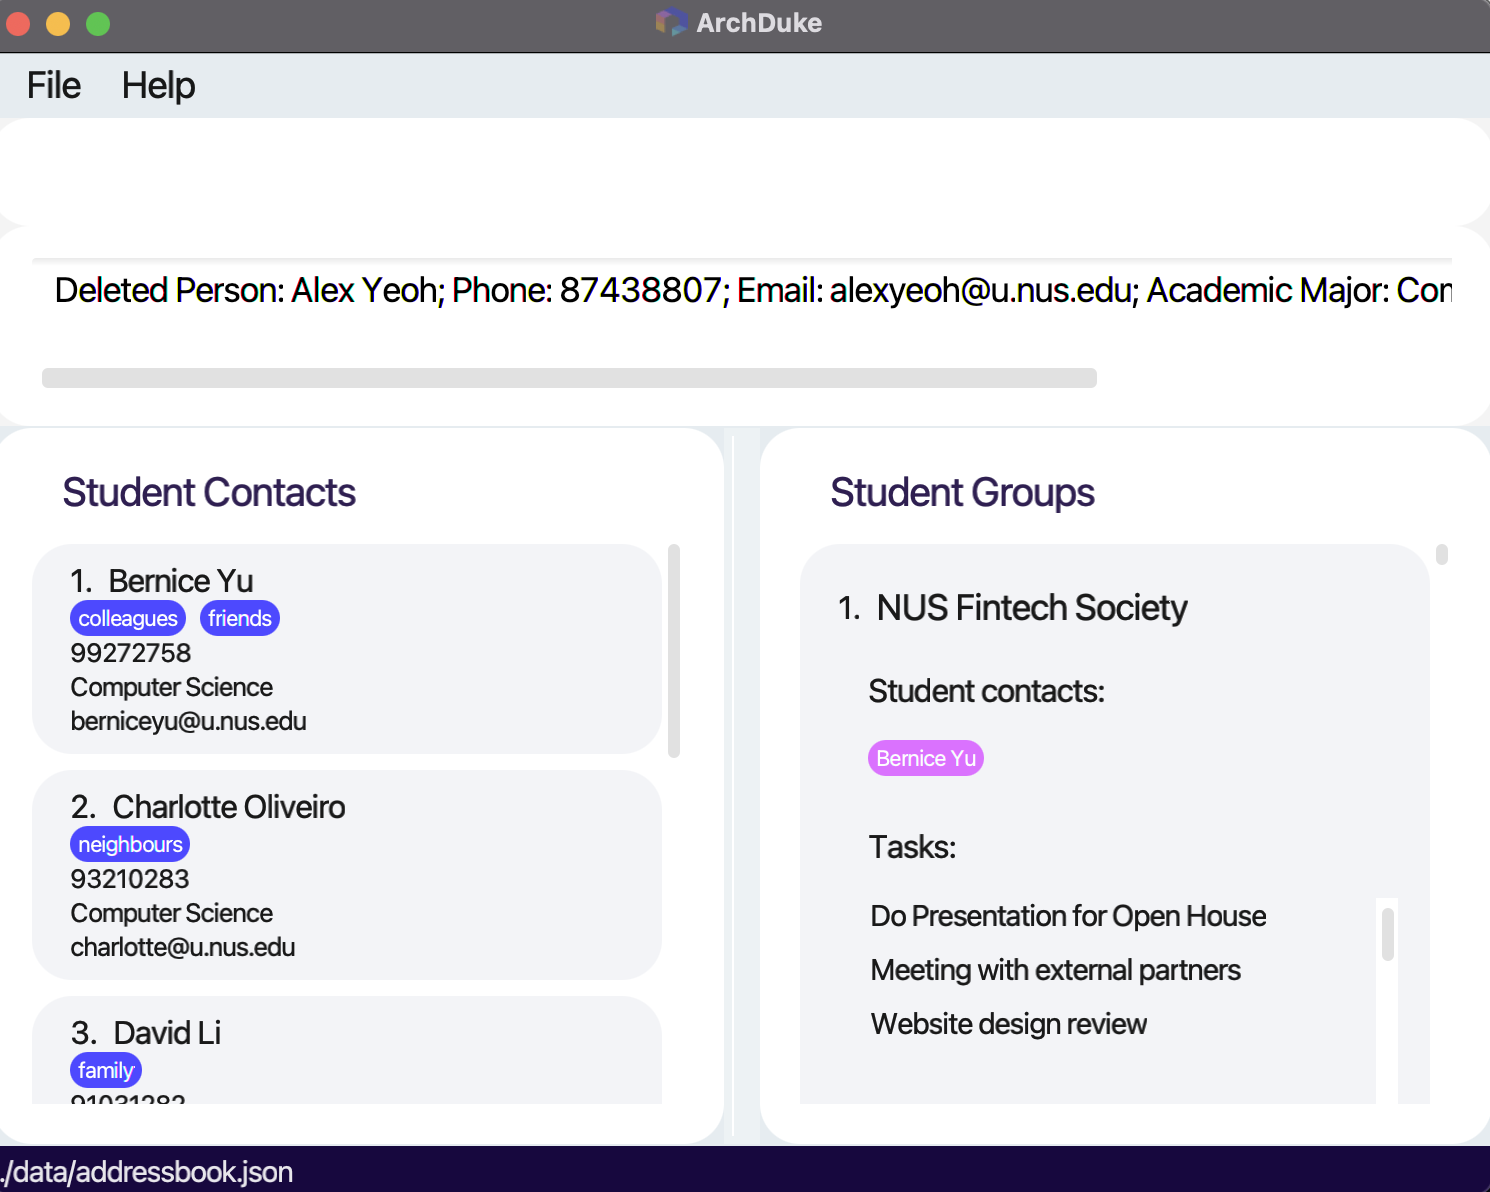 ArchDuke
File Help
Deleted Person: Alex Yeoh; Phone: 87438807; Email: alexyeoh@u.nus.edu; Academic Major: Com
Student Contacts
1. Bernice Yu
colleagues friends
99272758
Computer Science
berniceyu@u.nus.edu
2. Charlotte Oliveiro
neighbours
93210283
Computer Science
charlotte@u.nus.edu
3. David Li
family
91031282
Student Groups
1. NUS Fintech Society
Student contacts:
Bernice Yu
Tasks:
Do Presentation for Open House
Meeting with external partners
Website design review
./data/addressbook.json